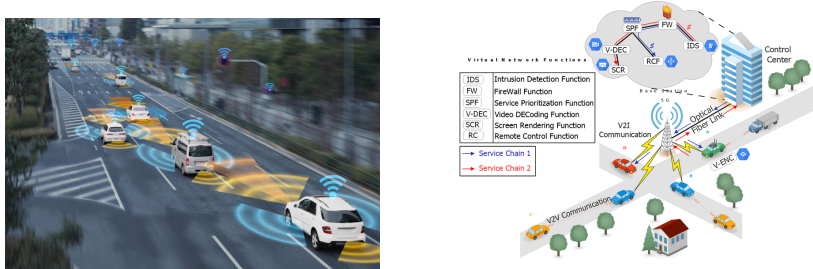 SPF
FW
V-DEC
IDS
RCF
SCR
Control
Center
Virtual Network Functions
IDS Intrusion Detection Function
FW FireWall Function
SPF Service Prioritization Function
V-DEC Video DECoding Function
SCR Screen Rendering Function
RC Remote Control Function
Service Chain 1
Service Chain 2
Base Station
5G
Optical
Fiber Link
V2I
Communication
V-ENC
V2V Communication